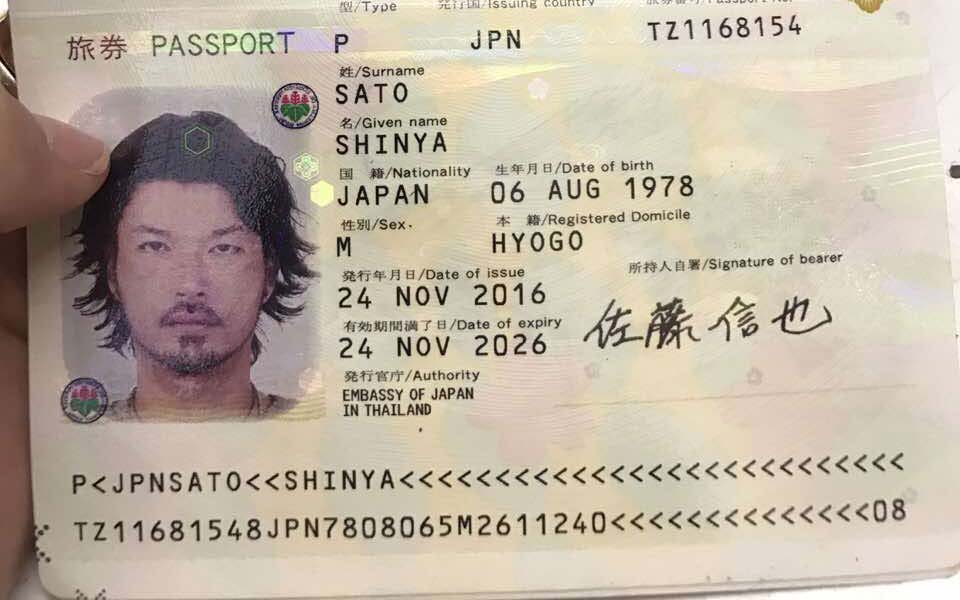 型/Type 発行国/Issuing country 旅券番号/Passport No.
旅券 PASSPORT P JPN TZ1168154
姓/Surname
SATO
名/Given name
SHINYA
国 籍/Nationality 生年月日/Date of birth
JAPAN 06 AUG 1978
性別/Sex 本 籍/Registered Domicile
M HYOGO
発行年月日/Date of issue 所持人自署/Signature of bearer
24 NOV 2016
有効期間満了日/Date of expiry 佐藤信也
24 NOV 2026
発行官庁/Authority
EMBASSY OF JAPAN
IN THAILAND
P<JPNSATO<<SHINYA<<<<<<<<<<<<<<<<<<<<<<<<<<<
TZ11681548JPN7808065M2611240<<<<<<<<<<<<<<08